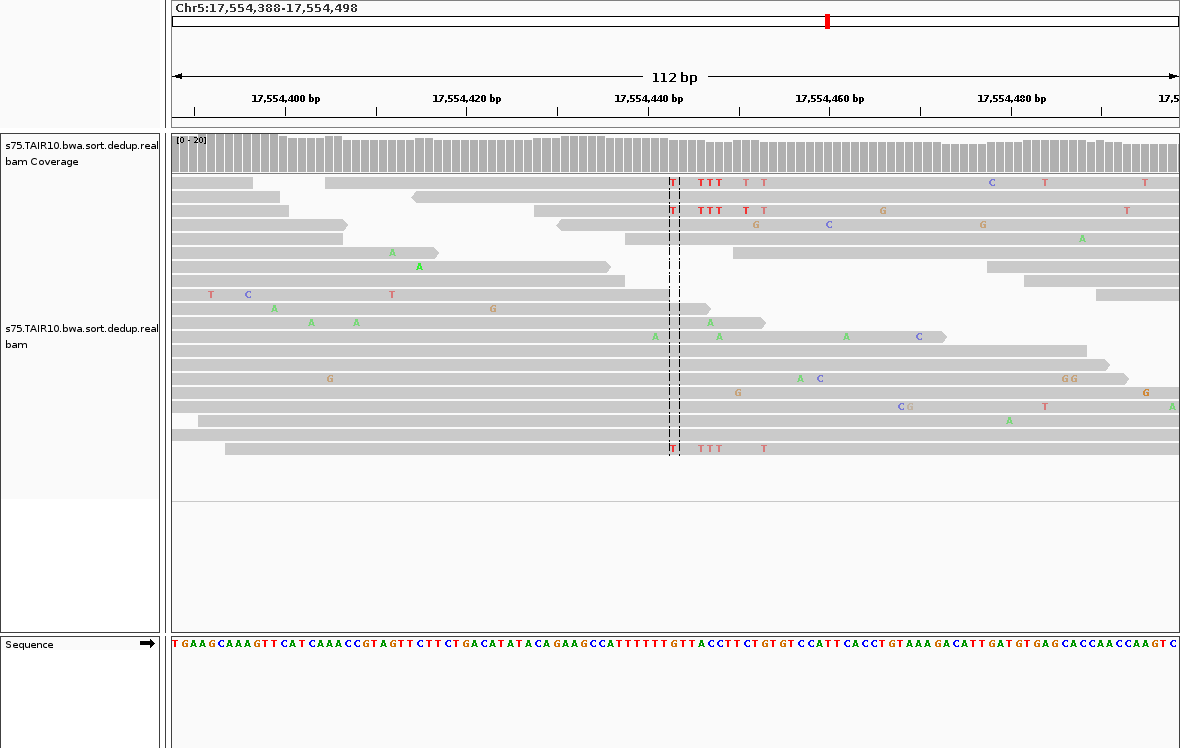 Chr5:17,554,388-17,554,498
112 bp
17,554,400 bp 17,554,420 bp 17,554,440 bp 17,554,460 bp 17,554,480 bp 17,5
s75.TAIR10.bwa.sort.dedup.real
bam Coverage
[0 - 20]
T T T T T T C T T
T T T T T T G T
G C G
A
A
A
T C T
A G
A A A
A A A C
G A C G G
G G
C G T A
A
T T T T T
s75.TAIR10.bwa.sort.dedup.real
bam
Sequence
TGAAGCAAAGTTCATCAAACCGTAGTTCTTCTGACATATACAGAAGCCATTTTTTGTTACCTTCTGTGTCCATTCACCTGTAAAGACATTGATGTGAGCACCAACCAAGTC